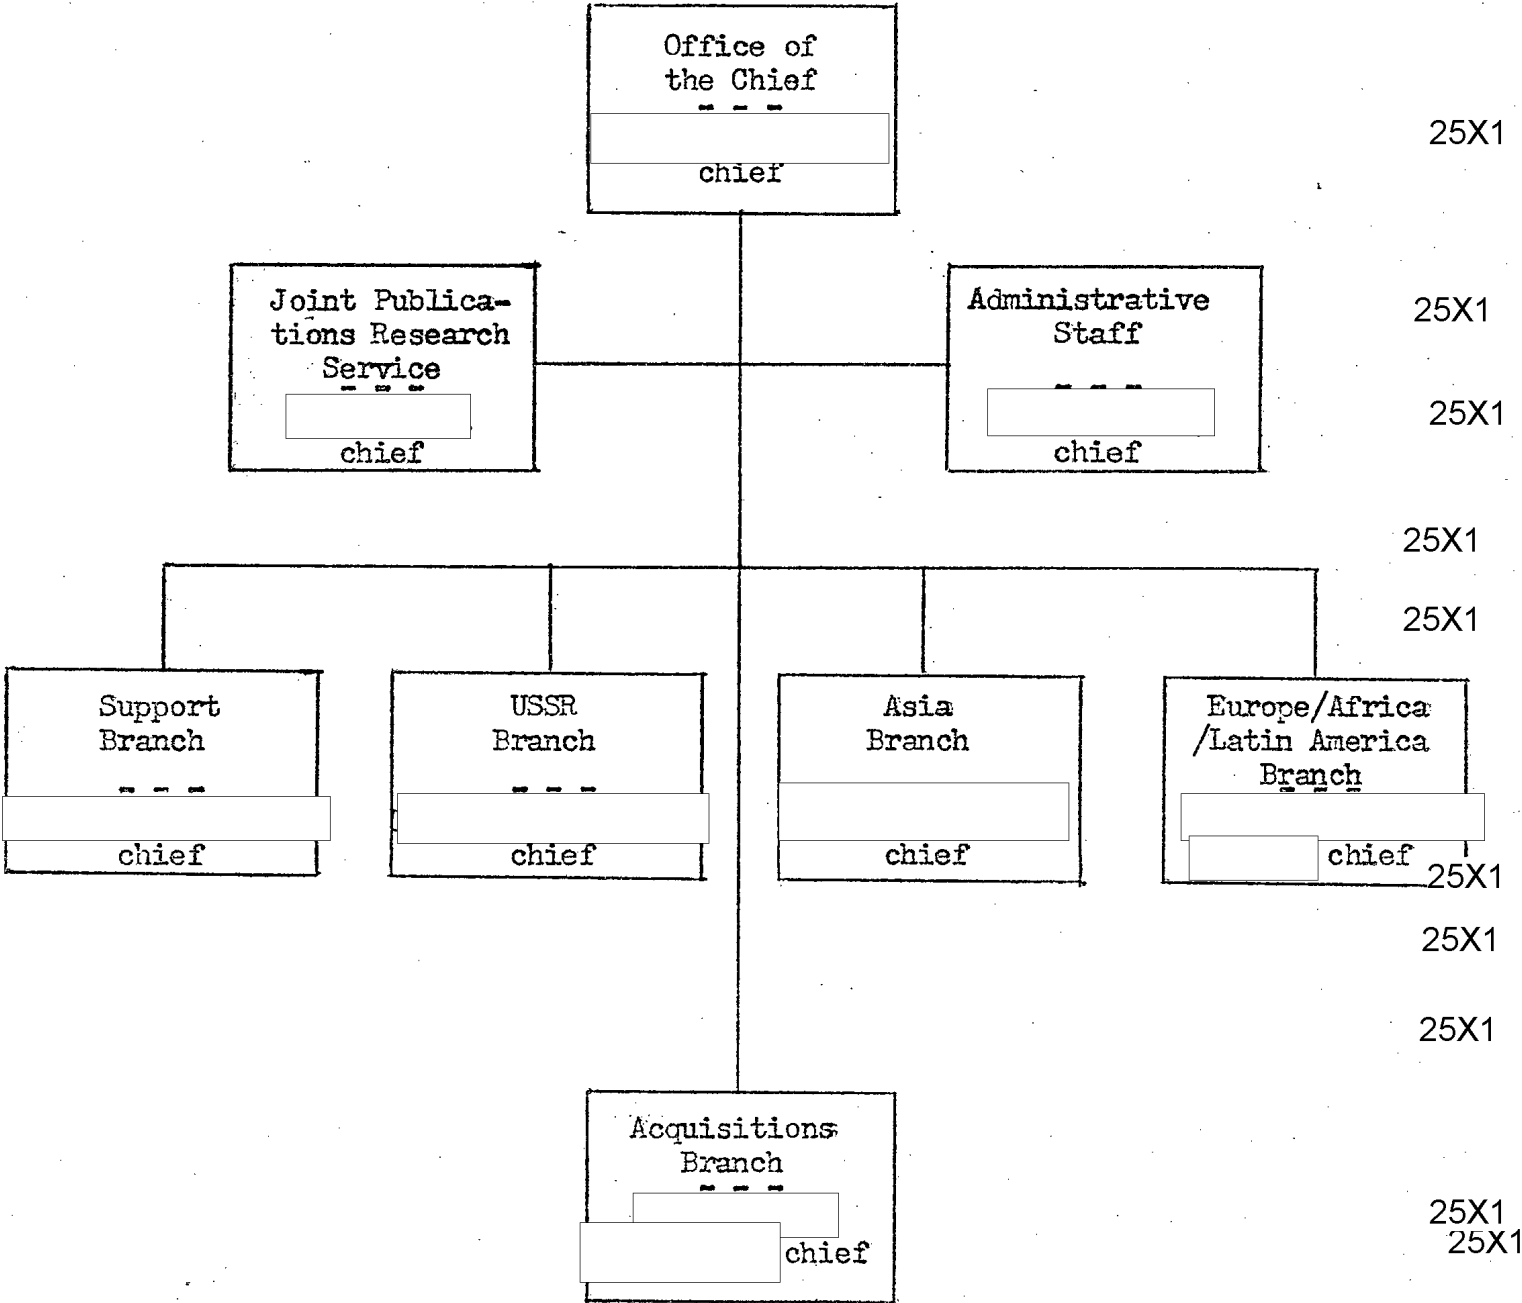 Office of
the Chief
- - -
chief
25X1
Joint Publica-
tions Research
Service
- - -
chief
Administrative
Staff
- - -
chief
25X1
25X1
25X1
25X1
Support
Branch
- - -
chief
USSR
Branch
- - -
chief
Asia
Branch
chief
Europe/Africa
/Latin America
Branch
- - -
chief
25X1
25X1
25X1
Acquisitions
Branch
- - -
chief
25X1
25X1